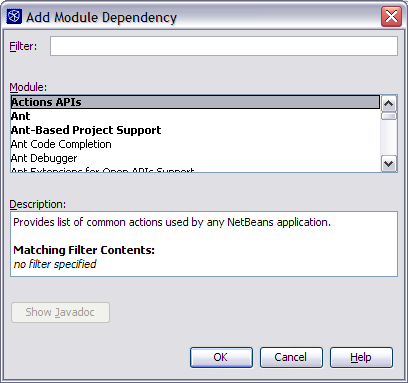 Add Module Dependency
Filter:
Module:
Actions APIs
Ant
Ant-Based Project Support
Ant Code Completion
Ant Debugger
Ant Extensions for Open APIs Support
Description:
Provides list of common actions used by any NetBeans application.
Matching Filter Contents:
no filter specified
Show Javadoc
OK
Cancel
Help